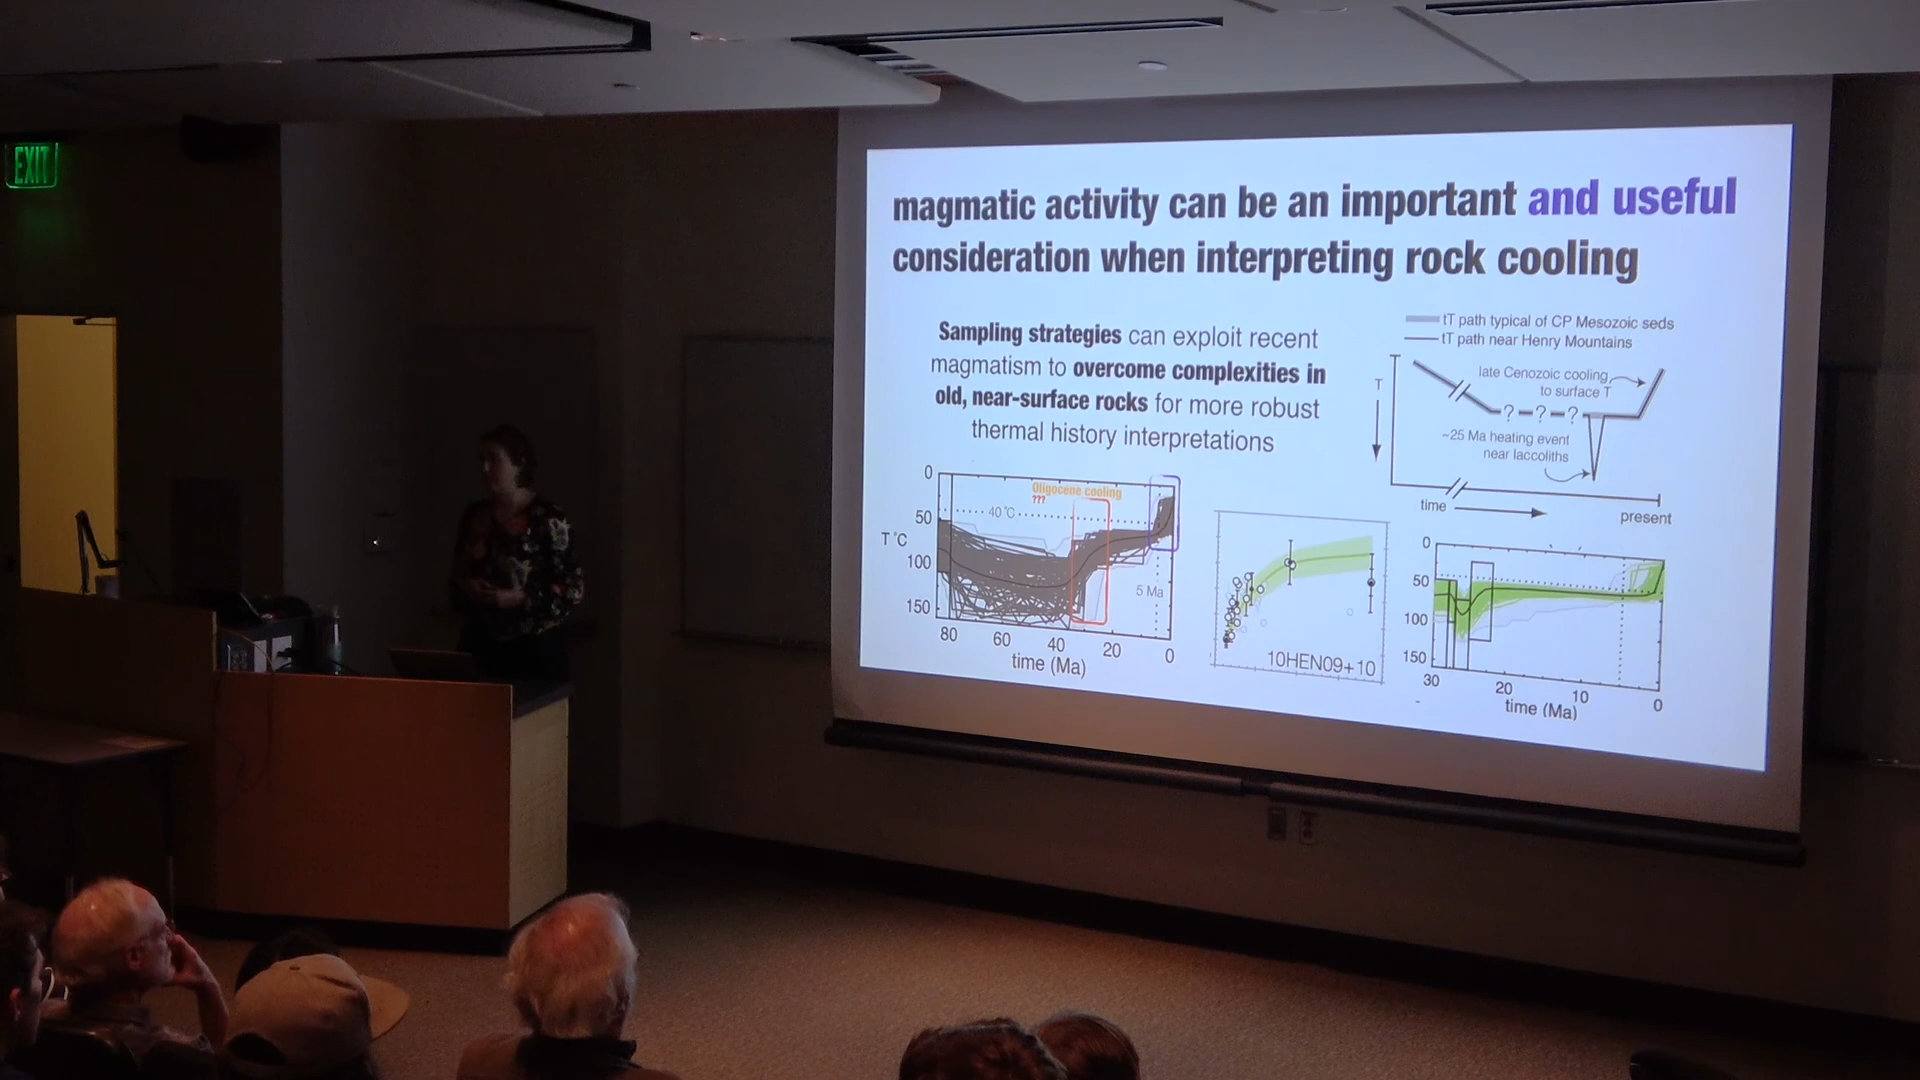 EXIT
magmatic activity can be an important and useful
consideration when interpreting rock cooling
Sampling strategies can exploit recent
magmatism to overcome complexities in
old, near-surface rocks for more robust
thermal history interpretations
tT path typical of CP Mesozoic seds
tT path near Henry Mountains
T
late Cenozoic cooling
to surface T
? – ? – ?
~25 Ma heating event
near laccoliths
time
present
0
50
T °C
100
150
Oligocene cooling
???
40°C
5 Ma
80 60 40 20 0
time (Ma)
10HEN09+10
0
50
100
150
30 20 10 0
time (Ma)